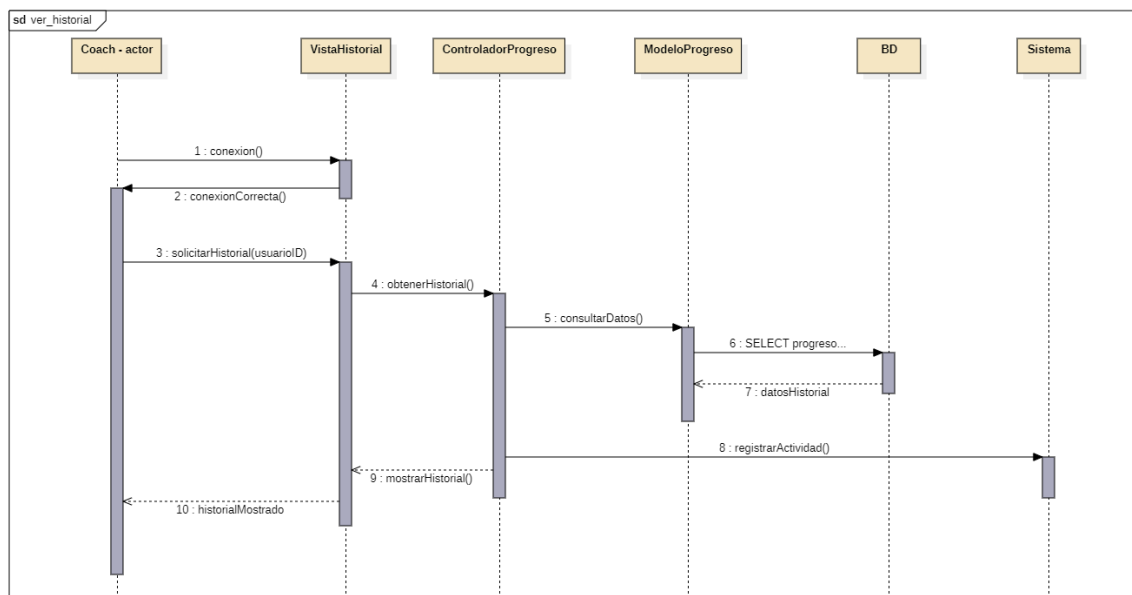 sd ver_historial
Coach - actor
VistaHistorial
ControladorProgreso
ModeloProgreso
BD
Sistema
1 : conexion()
2 : conexionCorrecta()
3 : solicitarHistorial(usuarioID)
4 : obtenerHistorial()
5 : consultarDatos()
6 : SELECT progreso...
7 : datosHistorial
8 : registrarActividad()
9 : mostrarHistorial()
10 : historialMostrado